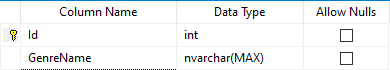 Column Name Data Type Allow Nulls
Id int
GenreName nvarchar(MAX)